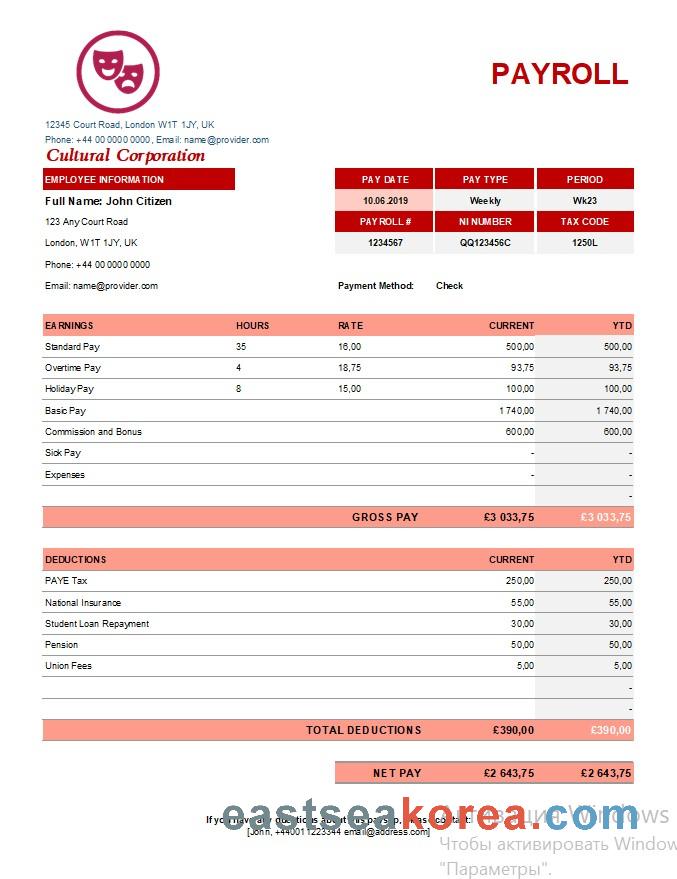 PAYROLL
12345 Court Road, London W1T 1JY, UK
Phone: +44 00 0000 0000, Email: name@provider.com
Cultural Corporation
EMPLOYEE INFORMATION PAY DATE PAY TYPE PERIOD
Full Name: John Citizen 10.06.2019 Weekly Wk23
123 Any Court Road PAYROLL # NI NUMBER TAX CODE
London, W1T 1JY, UK 1234567 QQ123456C 1250L
Phone: +44 00 0000 0000
Email: name@provider.com Payment Method: Check
EARNINGS HOURS RATE CURRENT YTD
Standard Pay 35 16,00 500,00 500,00
Overtime Pay 4 18,75 93,75 93,75
Holiday Pay 8 15,00 100,00 100,00
Basic Pay 1 740,00 1 740,00
Commission and Bonus 600,00 600,00
Sick Pay - -
Expenses - -
-
GROSS PAY £3 033,75 £3 033,75
DEDUCTIONS CURRENT YTD
PAYE Tax 250,00 250,00
National Insurance 55,00 55,00
Student Loan Repayment 30,00 30,00
Pension 50,00 50,00
Union Fees 5,00 5,00
-
-
TOTAL DEDUCTIONS £390,00 £390,00
NET PAY £2 643,75 £2 643,75
eastseakorea.com
If you have any questions about this payslip, please contact:
[John, +440011223344 email@address.com]
Активация Windows
Чтобы активировать Window
"Параметры".